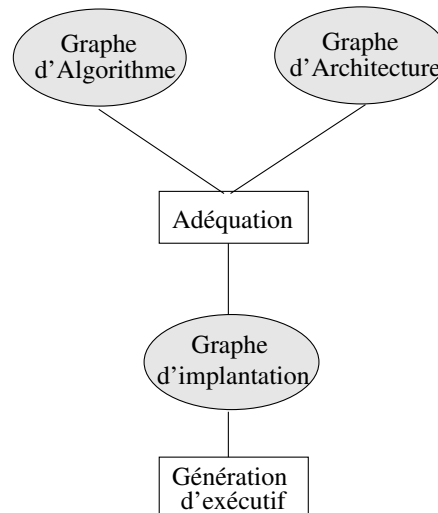 Graphe
d'Algorithme
Graphe
d'Architecture
Adéquation
Graphe
d'implantation
Génération
d'exécutif